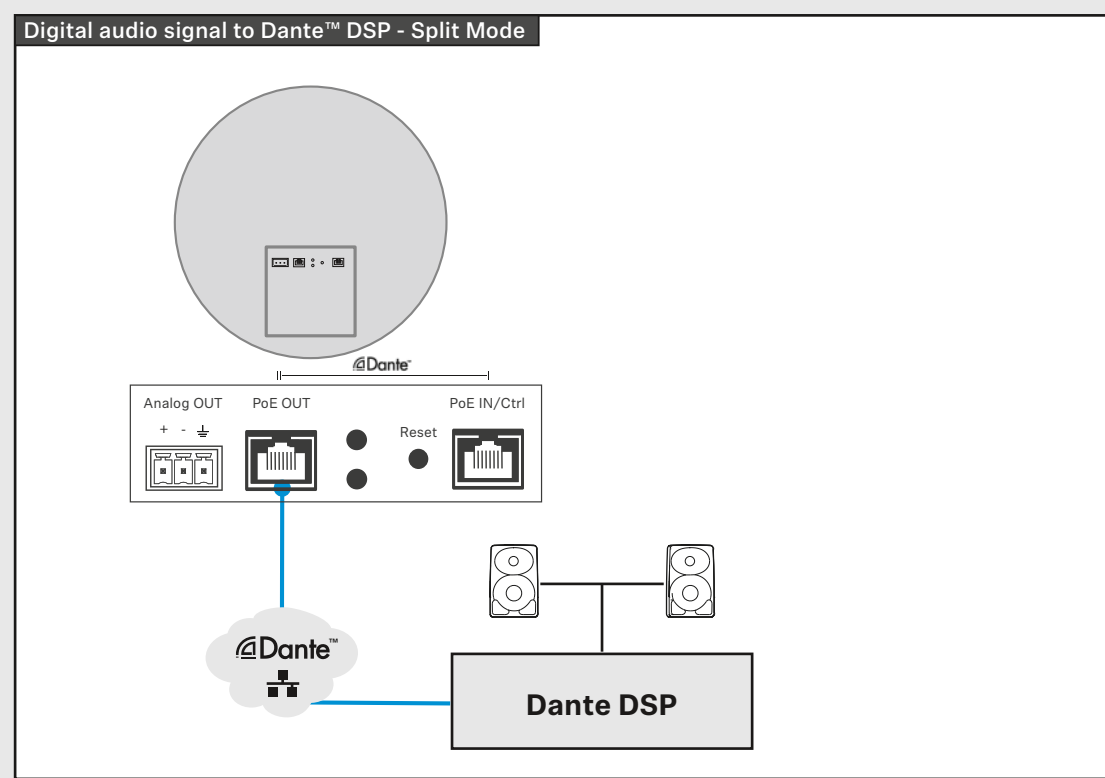 Digital audio signal to Dante™ DSP - Split Mode
Dante™
Analog OUT
PoE OUT
PoE IN/Ctrl
+ -
Reset
Dante™
Dante DSP